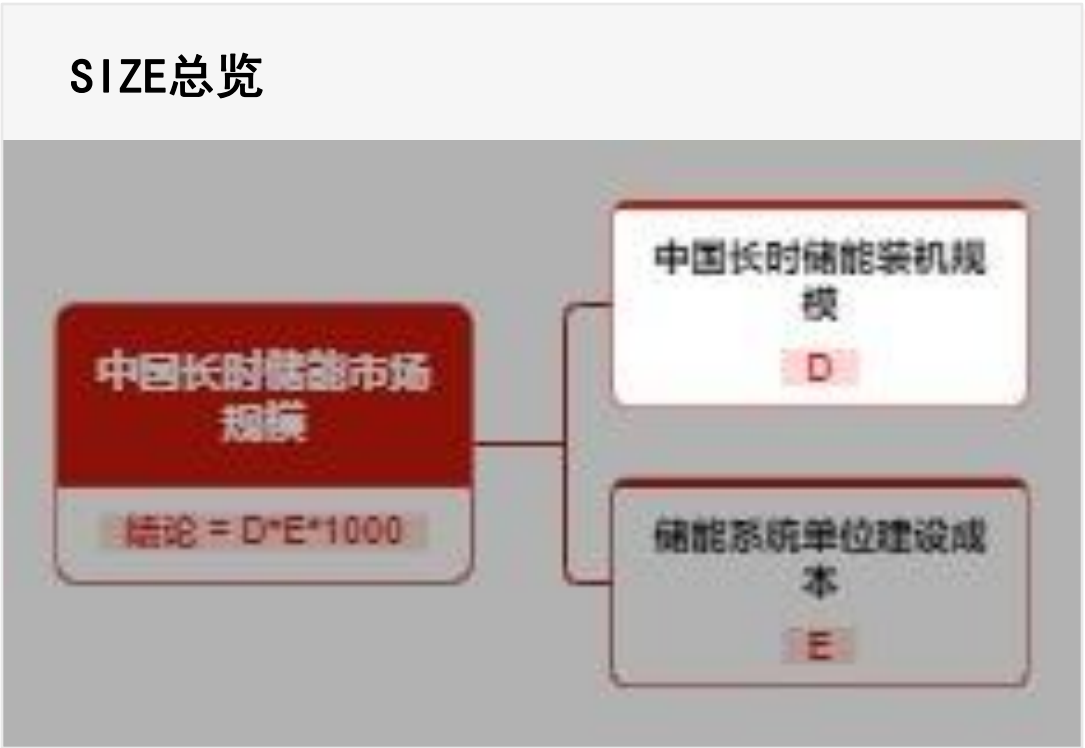 SIZE总览
中国长时储能市场
规模
结论 = D*E*1000
中国长时储能装机规
模
D
储能系统单位建设成
本
E